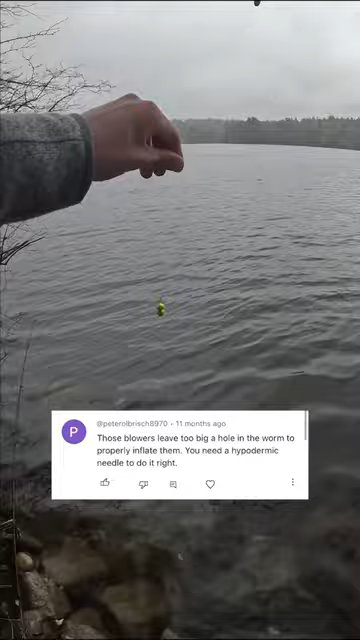 P
@peterolbrisch8970 • 11 months ago
Those blowers leave too big a hole in the worm to
properly inflate them. You need a hypodermic
needle to do it right.